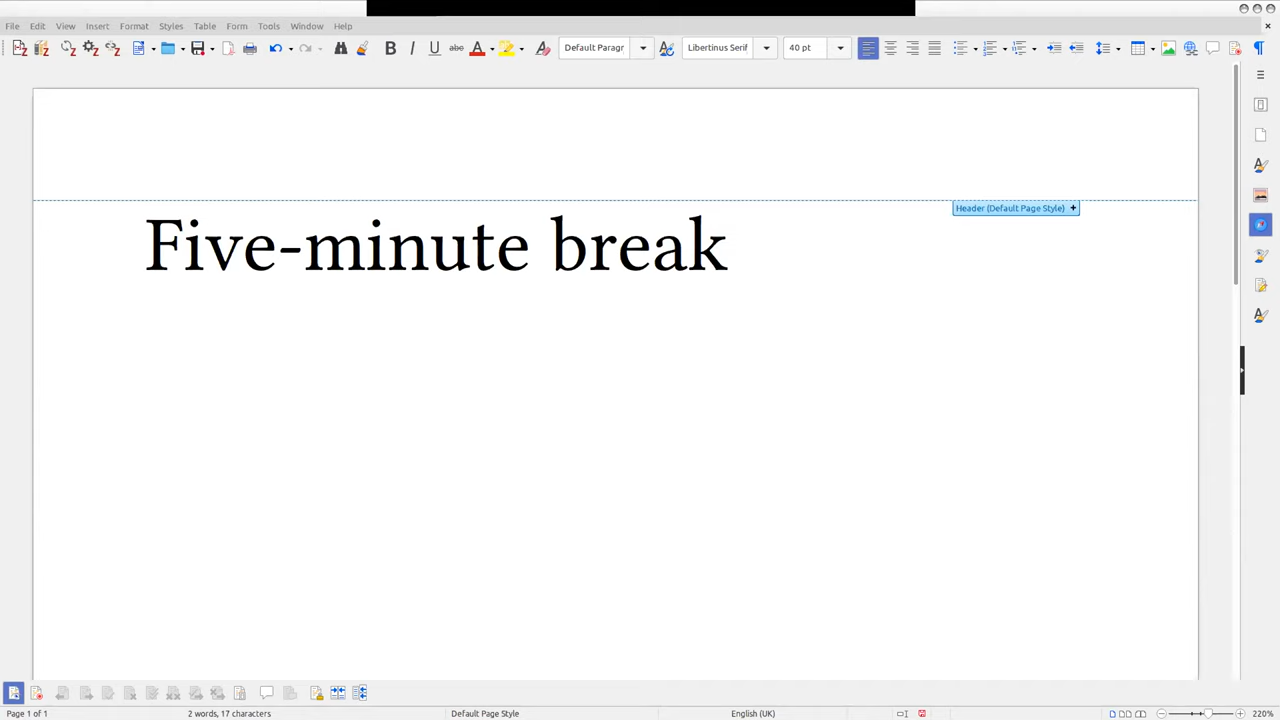 File Edit View Insert Format Styles Table Form Tools Window Help
Default Paragr Libertinus Serif 40 pt
Header (Default Page Style) +
Five-minute break
Page 1 of 1 2 words, 17 characters Default Page Style English (UK) 220%